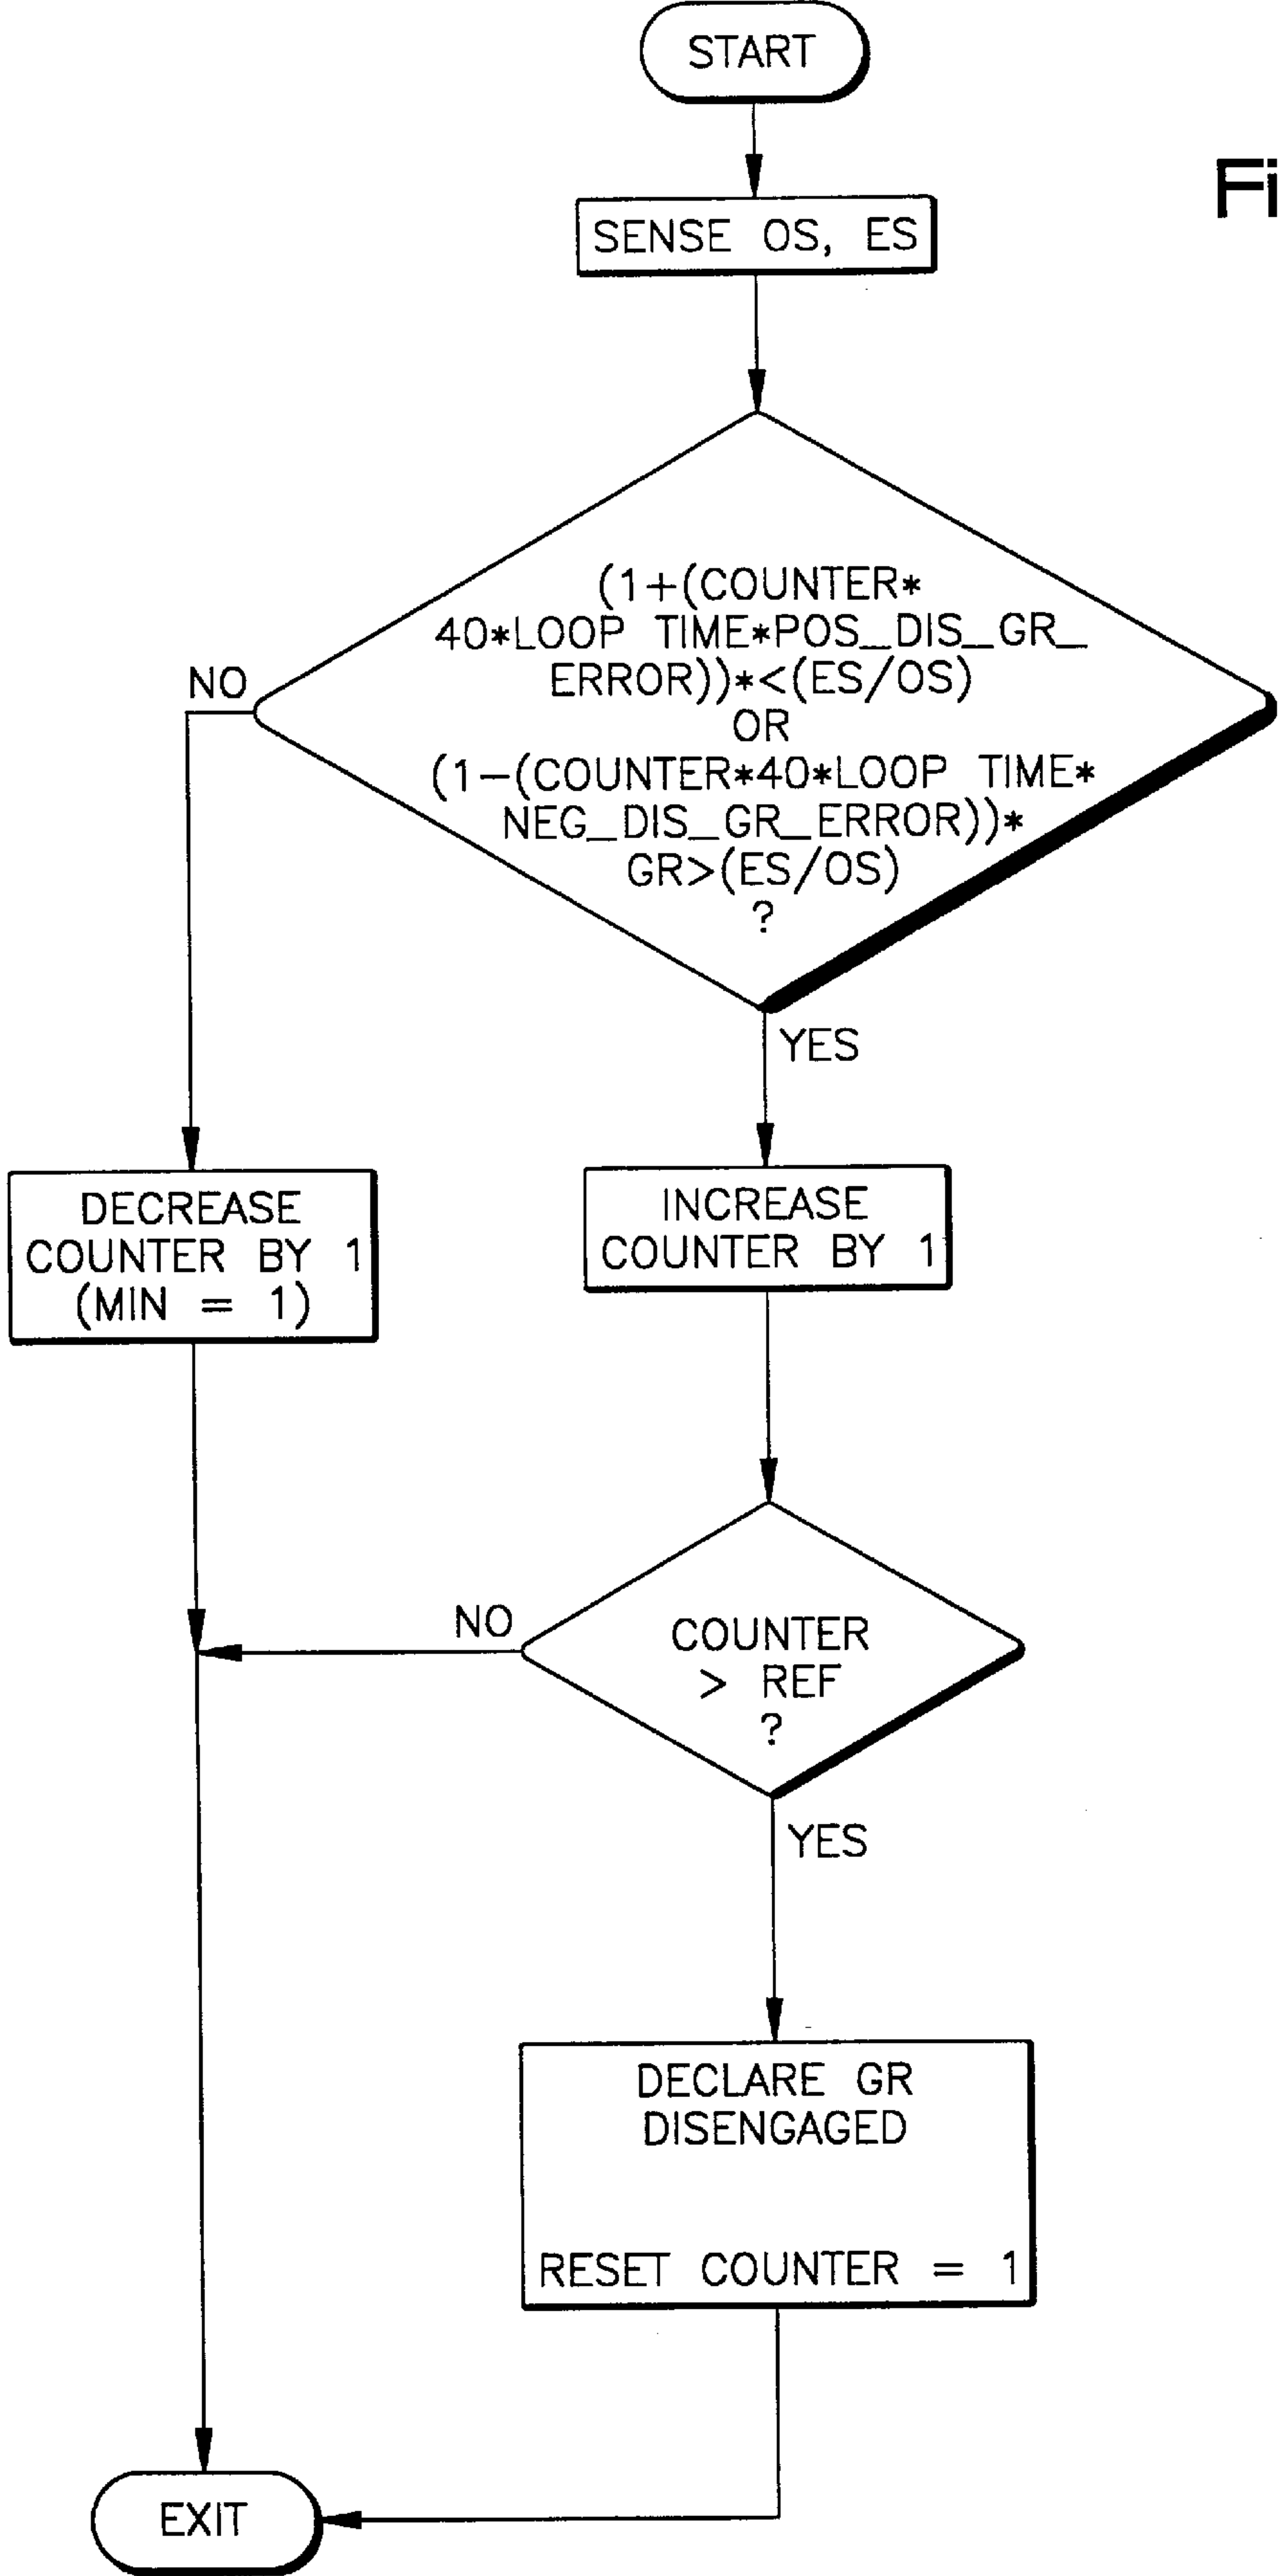 START
Fi
SENSE OS, ES
(1+(COUNTER*
40*LOOP TIME*POS_DIS_GR_
ERROR))*<(ES/OS)
OR
(1-(COUNTER*40*LOOP TIME*
NEG_DIS_GR_ERROR))*
GR>(ES/OS)
?
NO
YES
DECREASE
COUNTER BY 1
(MIN = 1)
INCREASE
COUNTER BY 1
NO
COUNTER
> REF
?
YES
DECLARE GR
DISENGAGED
RESET COUNTER = 1
EXIT